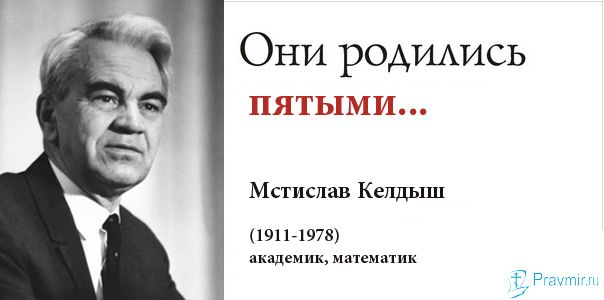 Они родились
пятыми...
Мстислав Келдыш
(1911-1978)
академик, математик
Pravmir.ru